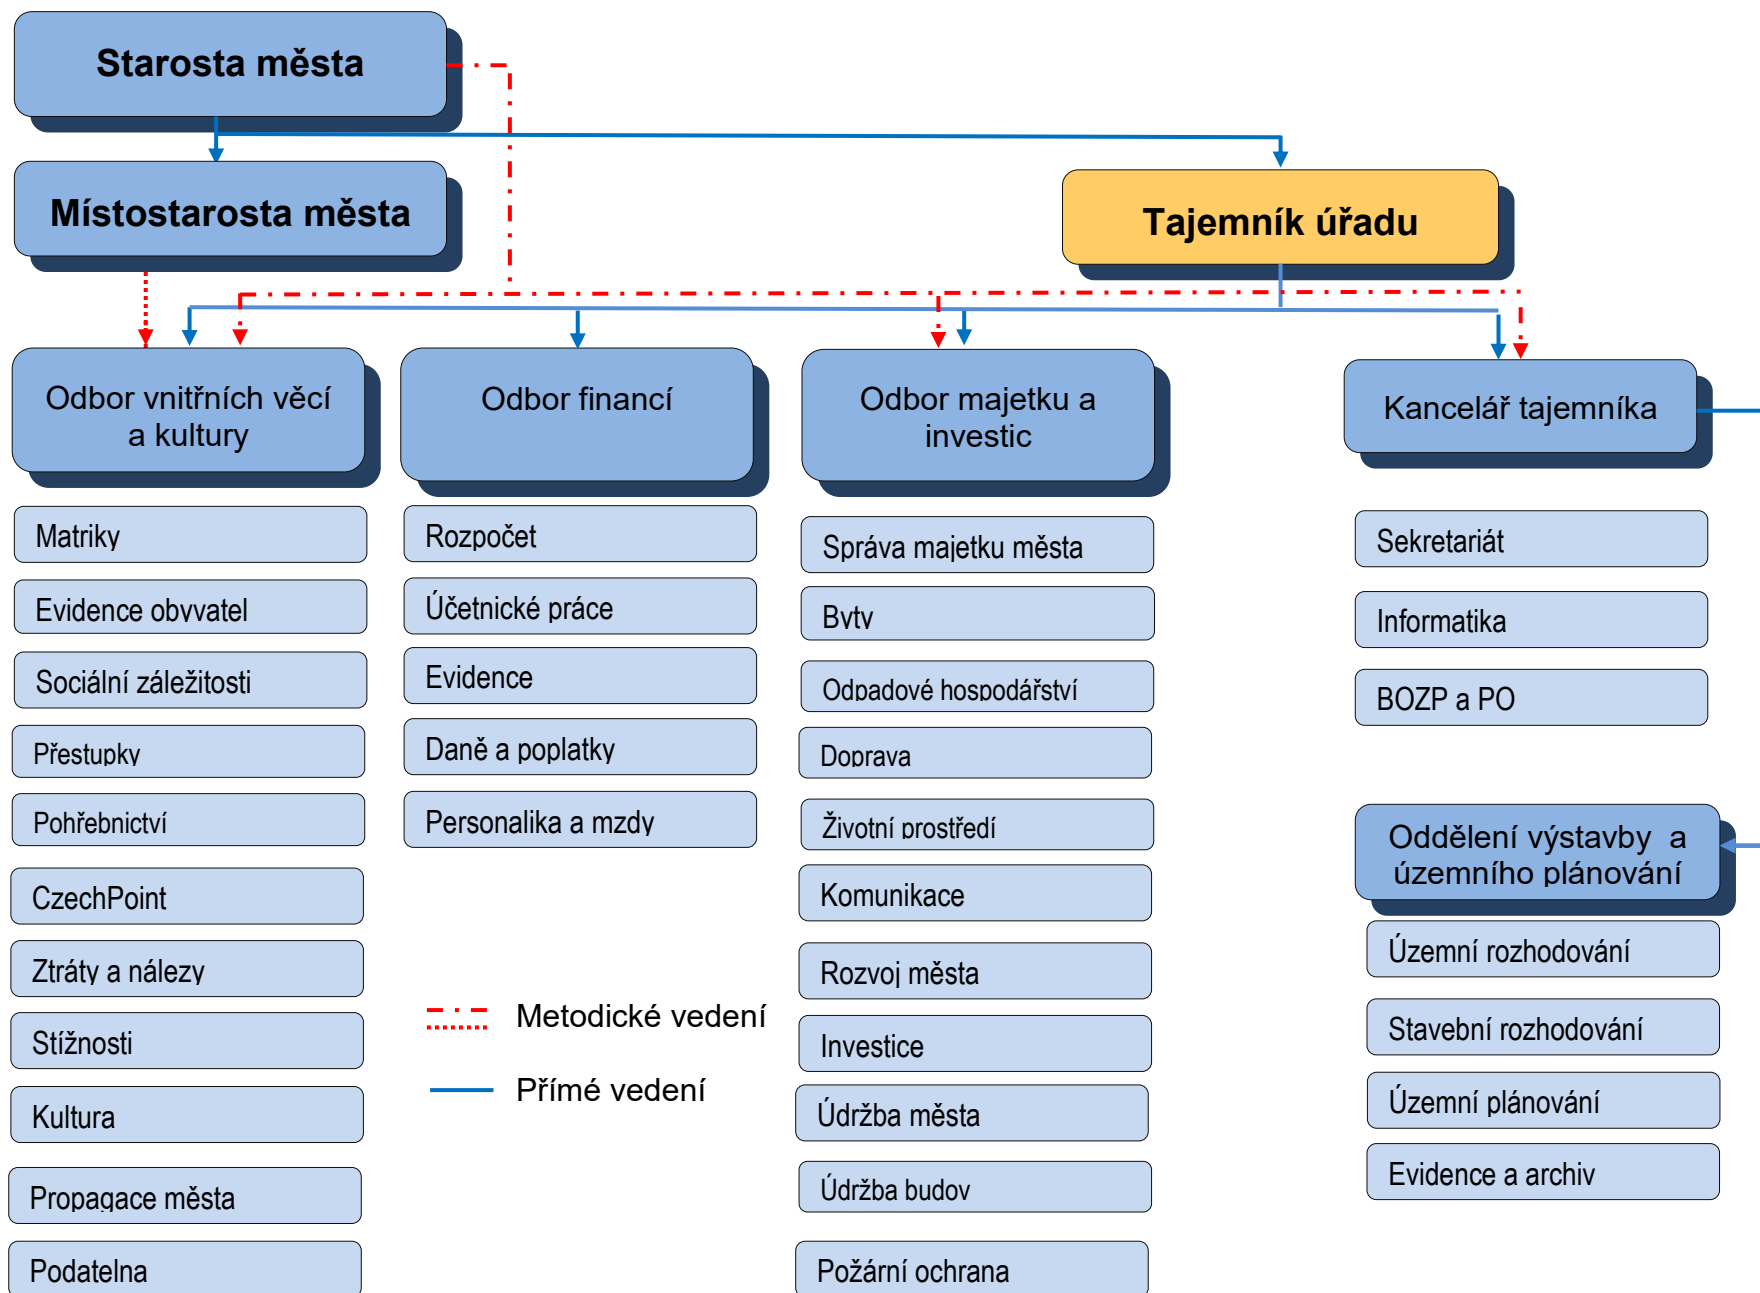 Starosta města
Místostarosta města
Tajemník úřadu
Odbor vnitřních věcí
a kultury
Matriky
Evidence obyvatel
Sociální záležitosti
Přestupky
Pohřebnictví
CzechPoint
Ztráty a nálezy
Stížnosti
Kultura
Propagace města
Podatelna
Odbor financí
Rozpočet
Účetnické práce
Evidence
Daně a poplatky
Personalika a mzdy
Metodické vedení
Přímé vedení
Odbor majetku a
investic
Správa majetku města
Byty
Odpadové hospodářství
Doprava
Životní prostředí
Komunikace
Rozvoj města
Investice
Údržba města
Údržba budov
Požární ochrana
Kancelář tajemníka
Sekretariát
Informatika
BOZP a PO
Oddělení výstavby a
územního plánování
Územní rozhodování
Stavební rozhodování
Územní plánování
Evidence a archiv